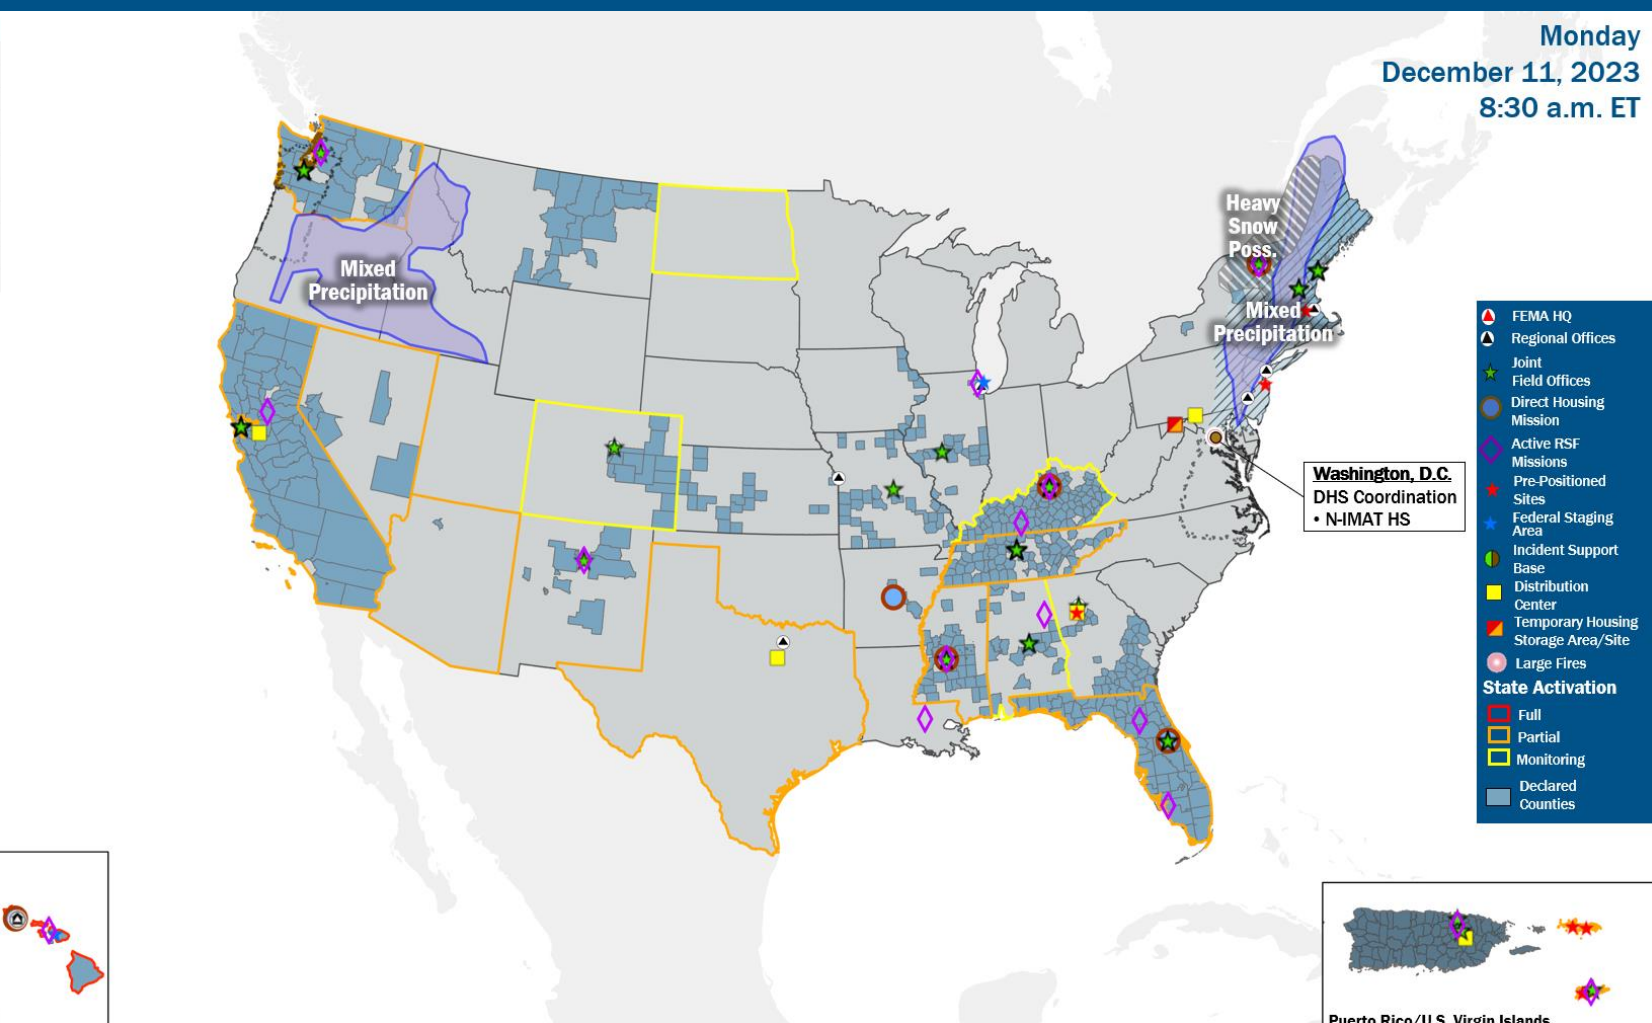 Monday
December 11, 2023
8:30 a.m. ET
Heavy
Snow
Poss.
Mixed
Precipitation
Mixed
Precipitation
Washington, D.C.
DHS Coordination
• N-IMAT HS
FEMA HQ
Regional Offices
Joint
Field Offices
Direct Housing
Mission
Active RSF
Missions
Pre-Positioned
Sites
Federal Staging
Area
Incident Support
Base
Distribution
Center
Temporary Housing
Storage Area/Site
Large Fires
State Activation
Full
Partial
Monitoring
Declared
Counties
Puerto Rico/U.S. Virgin Islands